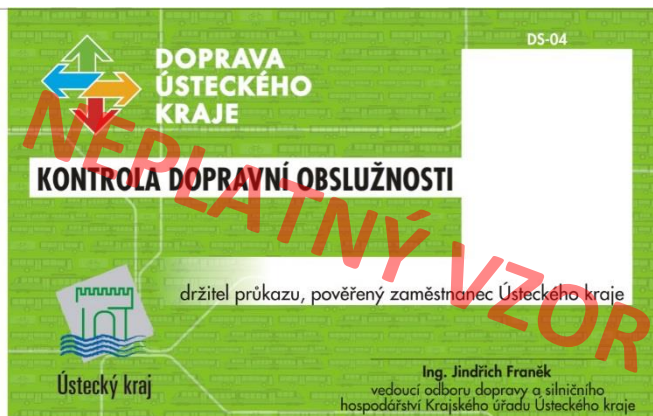 DS-04
DOPRAVA
ÚSTECKÉHO
KRAJE
KONTROLA DOPRAVNÍ OBSLUŽNOSTI
NEPLATNÝ VZOR
držitel průkazu, pověřený zaměstnanec Ústeckého kraje
Ústecký kraj
Ing. Jindřich Franěk
vedoucí odboru dopravy a silničního
hospodářství Krajského úřadu Ústeckého kraje